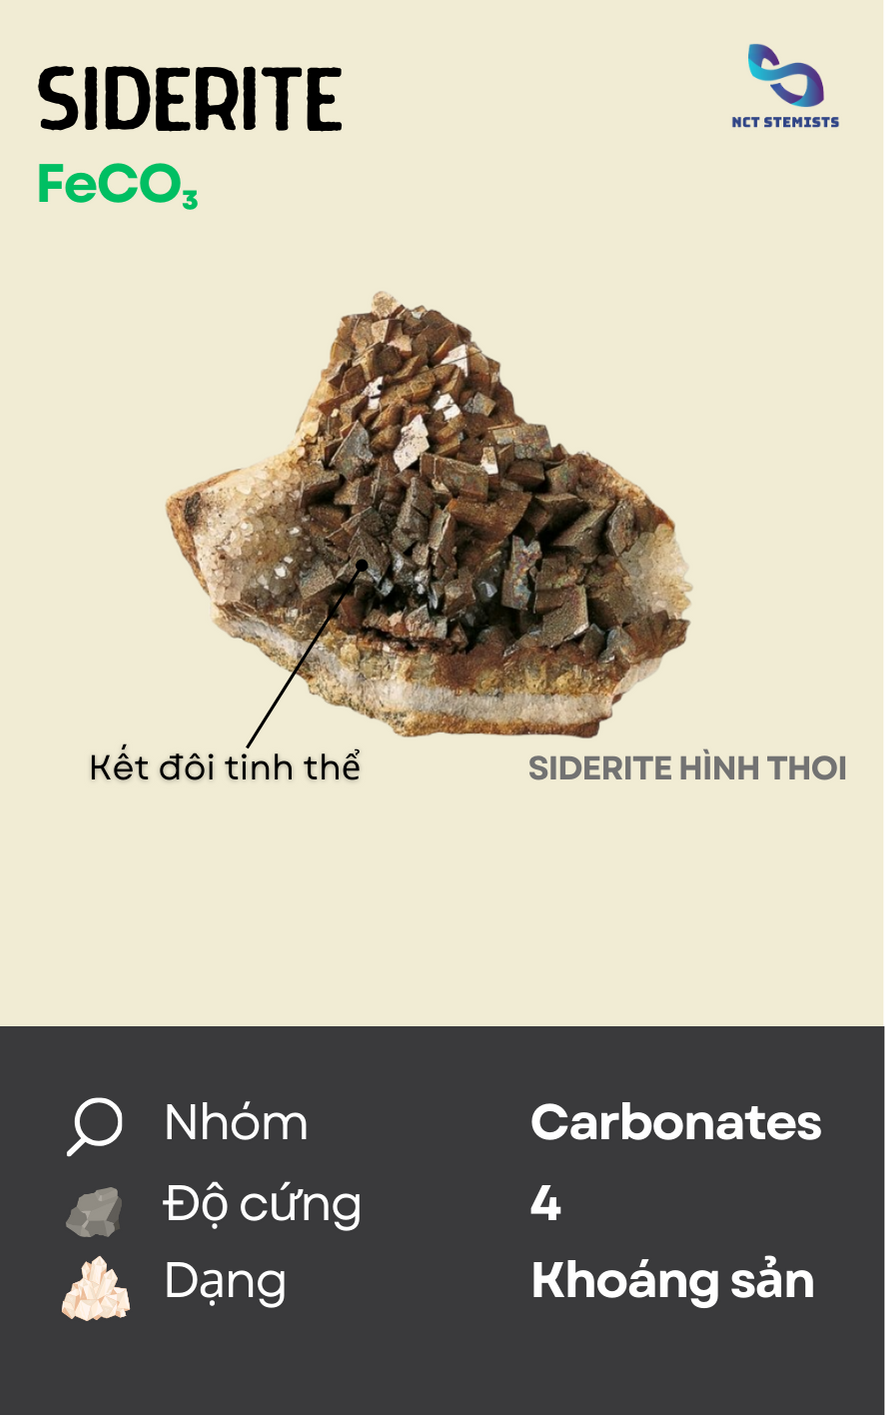 SIDERITE
FeCO₃
NCT STEMISTS
Kết đôi tinh thể
SIDERITE HÌNH THOI
Nhóm Carbonates
Độ cứng 4
Dạng Khoáng sản